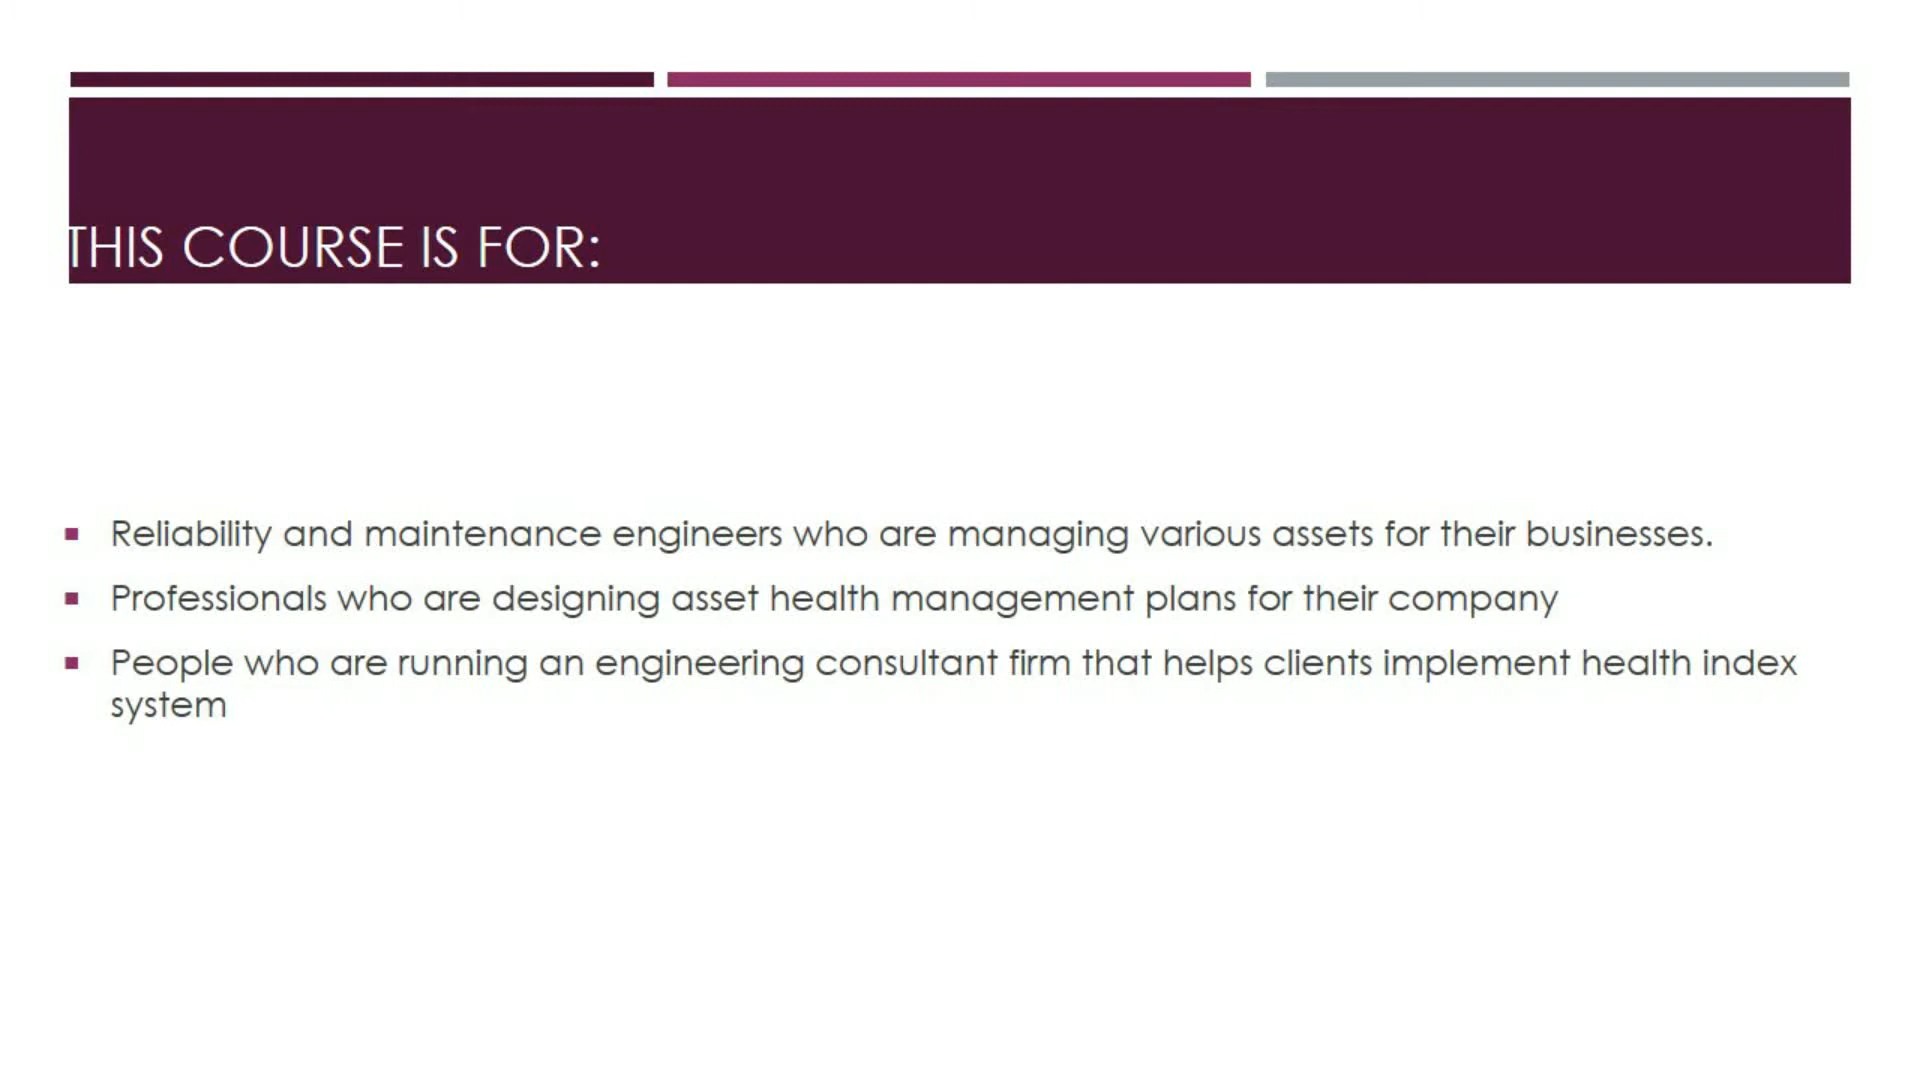 THIS COURSE IS FOR:
Reliability and maintenance engineers who are managing various assets for their businesses.
Professionals who are designing asset health management plans for their company
People who are running an engineering consultant firm that helps clients implement health index
system